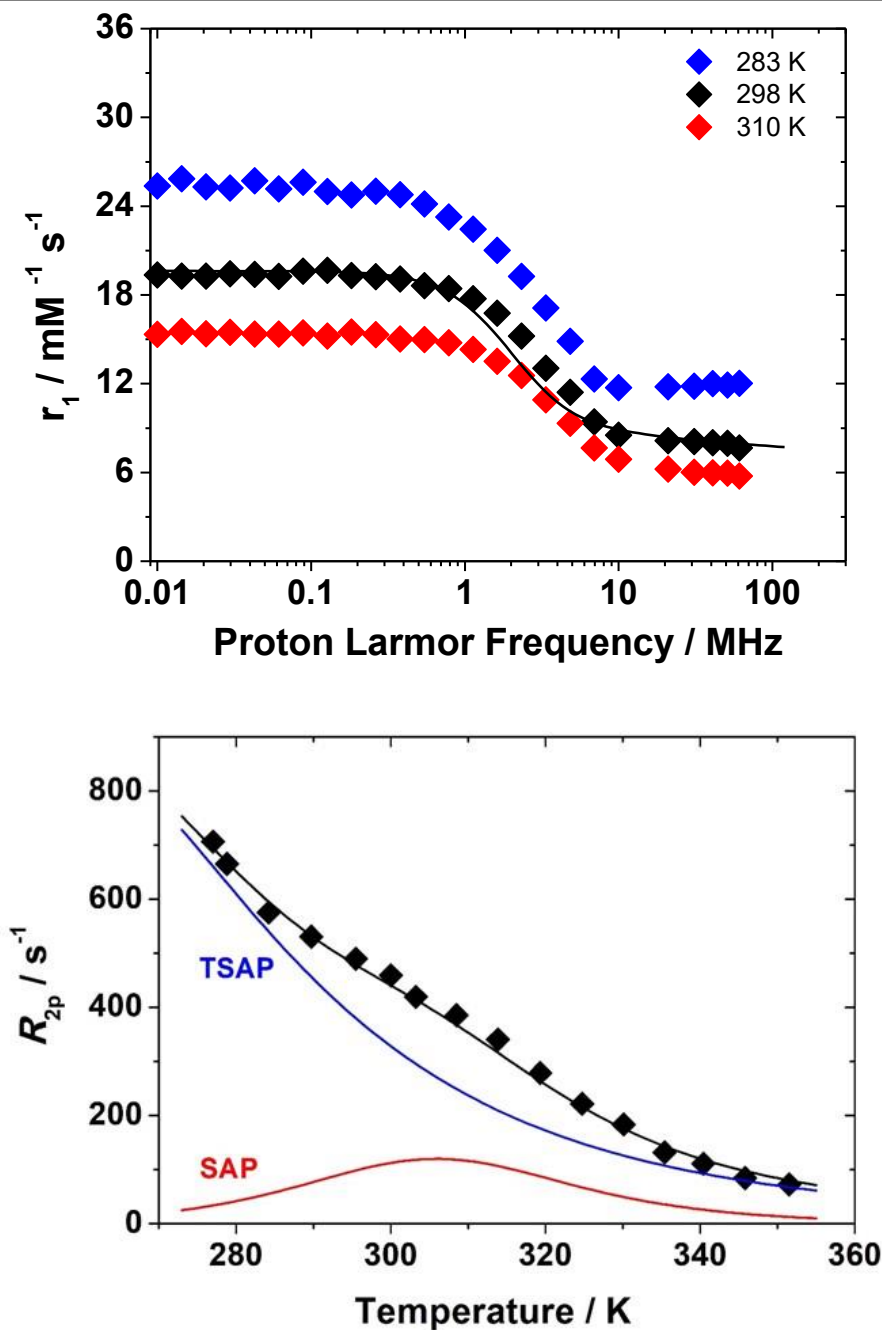 36
30
24
18
12
6
0
r₁ / mM⁻¹ s⁻¹
283 K
298 K
310 K
0.01 0.1 1 10 100
Proton Larmor Frequency / MHz
800
600
400
200
0
R₂ₚ / s⁻¹
TSAP
SAP
280 300 320 340 360
Temperature / K